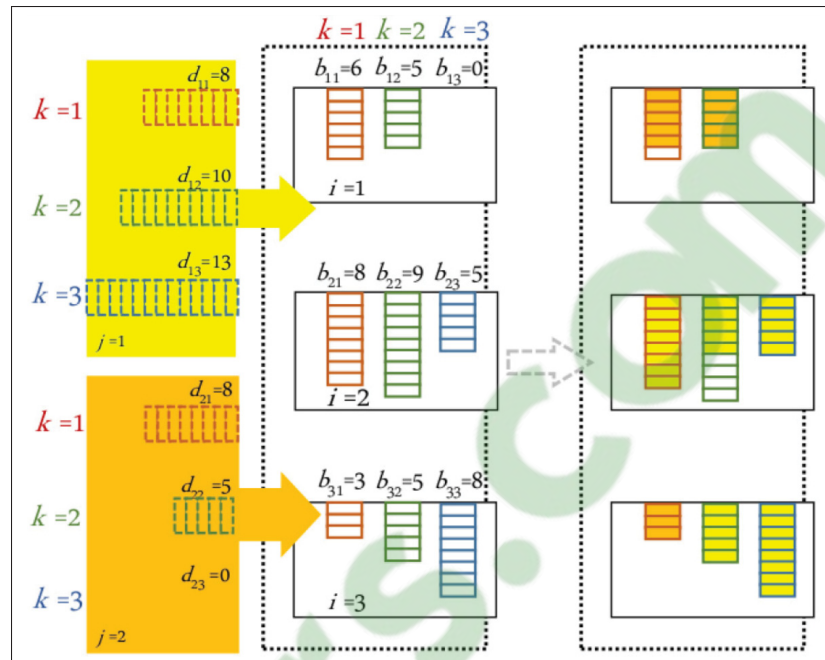 k=1 k=2 k=3
d₁₁=8 b₁₁=6 b₁₂=5 b₁₃=0
k=1
d₁₂=10
k=2
i=1
d₁₃=13
k=3
j=1
b₂₁=8 b₂₂=9 b₂₃=5
i=2
d₂₁=8
k=1
d₂₂=5
k=2
b₃₁=3 b₃₂=5 b₃₃=8
d₂₃=0
k=3
i=3
j=2
rs.com